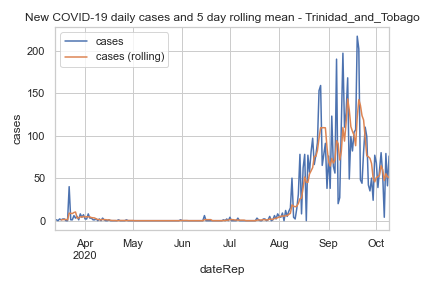 New COVID-19 daily cases and 5 day rolling mean - Trinidad_and_Tobago
cases
cases (rolling)
cases
200
150
100
50
0
Apr
2020
May
Jun
Jul
Aug
Sep
Oct
dateRep